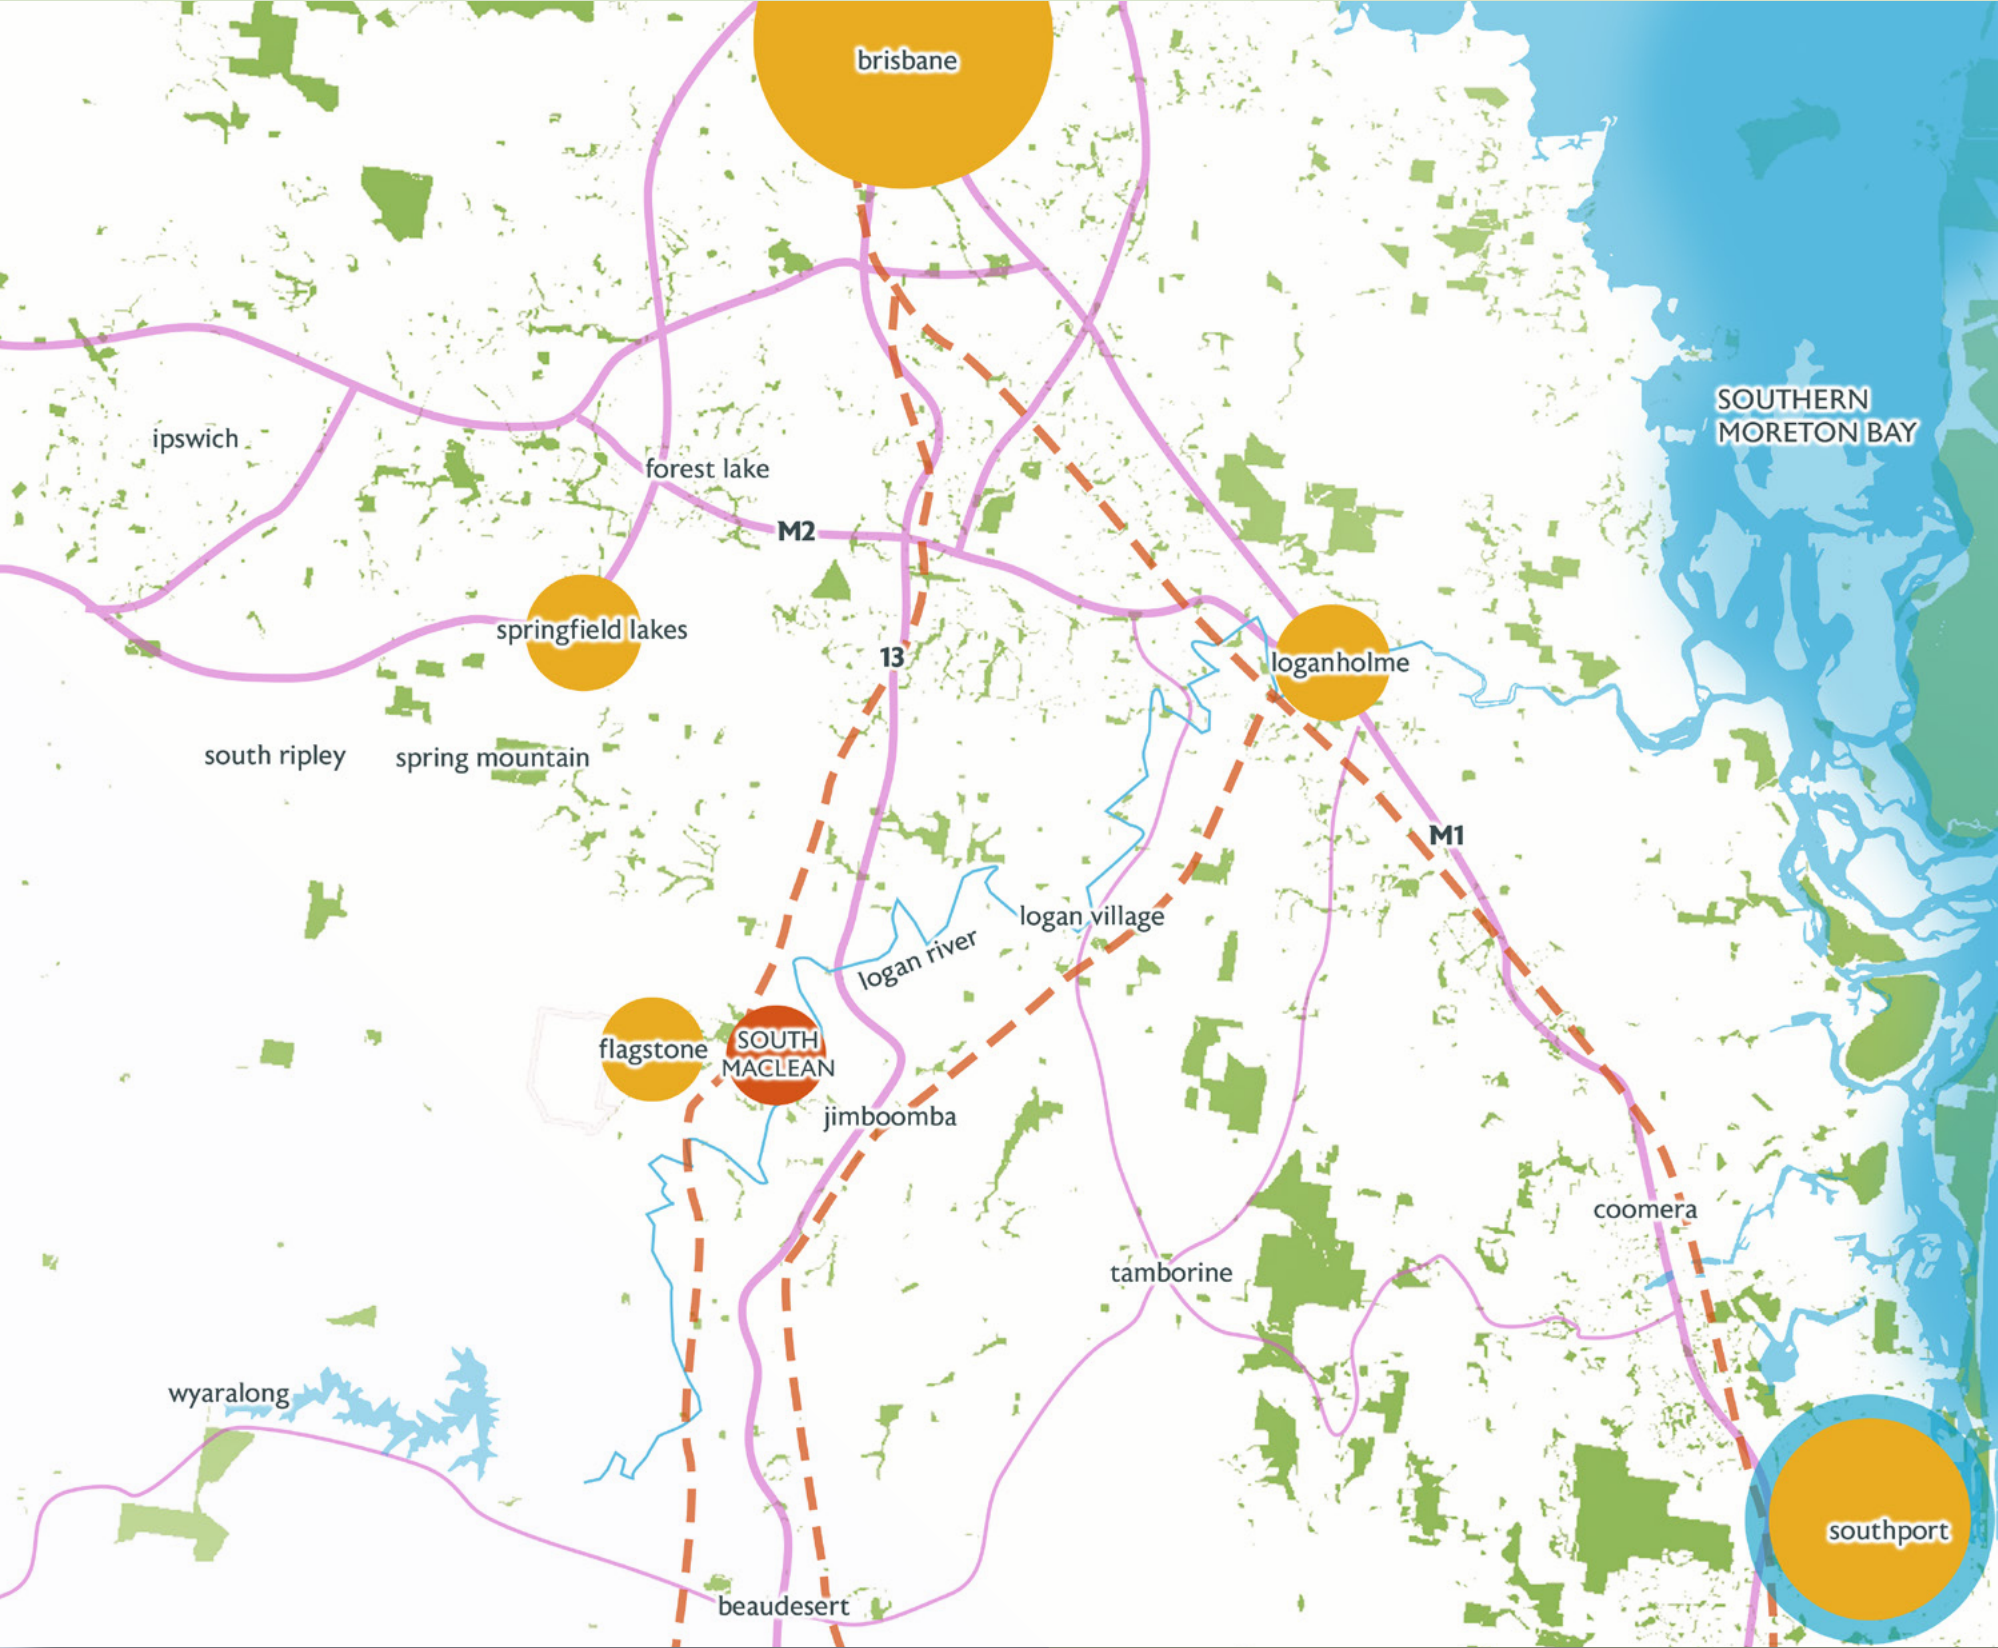 brisbane
SOUTHERN
MORETON BAY
ipswich
forest lake
M2
springfield lakes
13
loganholme
south ripley
spring mountain
M1
logan village
logan river
flagstone
SOUTH
MACLEAN
jimboomba
coomera
tamborine
wyaralong
southport
beaudesert